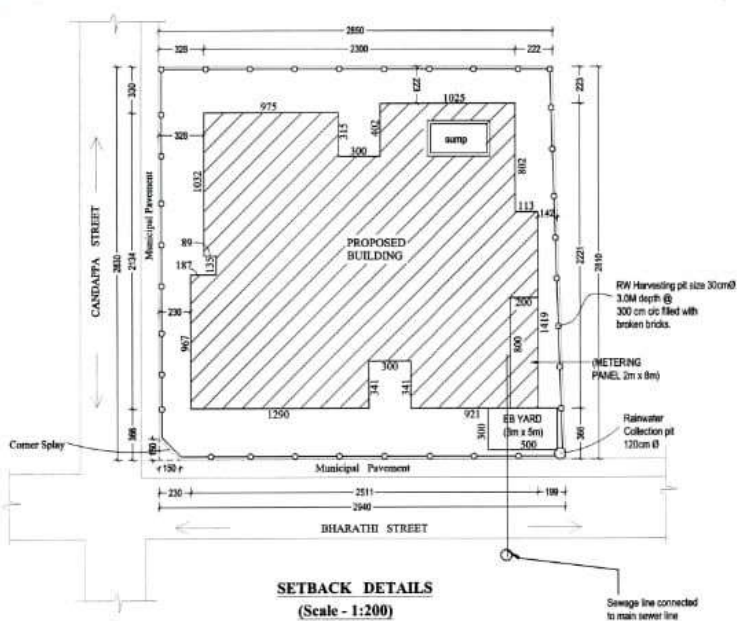 2850
328
2300
222
330
223
223
1025
975
315
402
300
sump
802
328
1032
CANDAPPA STREET
Municipal Pavement
2830
2134
113
142
89
135
187
PROPOSED
BUILDING
2221
2810
RW Harvesting pit size 30cmØ
3.0M depth @
300 cm c/c filled with
broken bricks.
230
200
1419
800
967
300
341
341
(METERING
PANEL 2m x 8m)
1290
921
366
366
EB YARD
(3m x 5m)
300
500
Rainwater
Collection pit
120cm Ø
Corner Splay
150
150
Municipal Pavement
230
2511
199
2940
BHARATHI STREET
SETBACK DETAILS
(Scale - 1:200)
Sewage line connected
to main sewer line